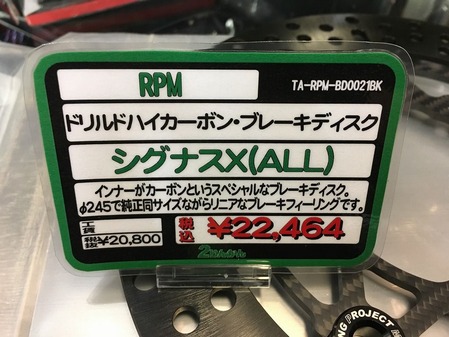 RPM
TA-RPM-BD0021BK
ドリルドハイカーボン・ブレーキディスク
シグナスX(ALL)
インナーがカーボンというスペシャルなブレーキディスク。
φ245で純正同サイズながらリニアなブレーキフィーリングです。
工賃
税抜¥20,800
税込 ¥22,464
2りんかん
NG PROJECT